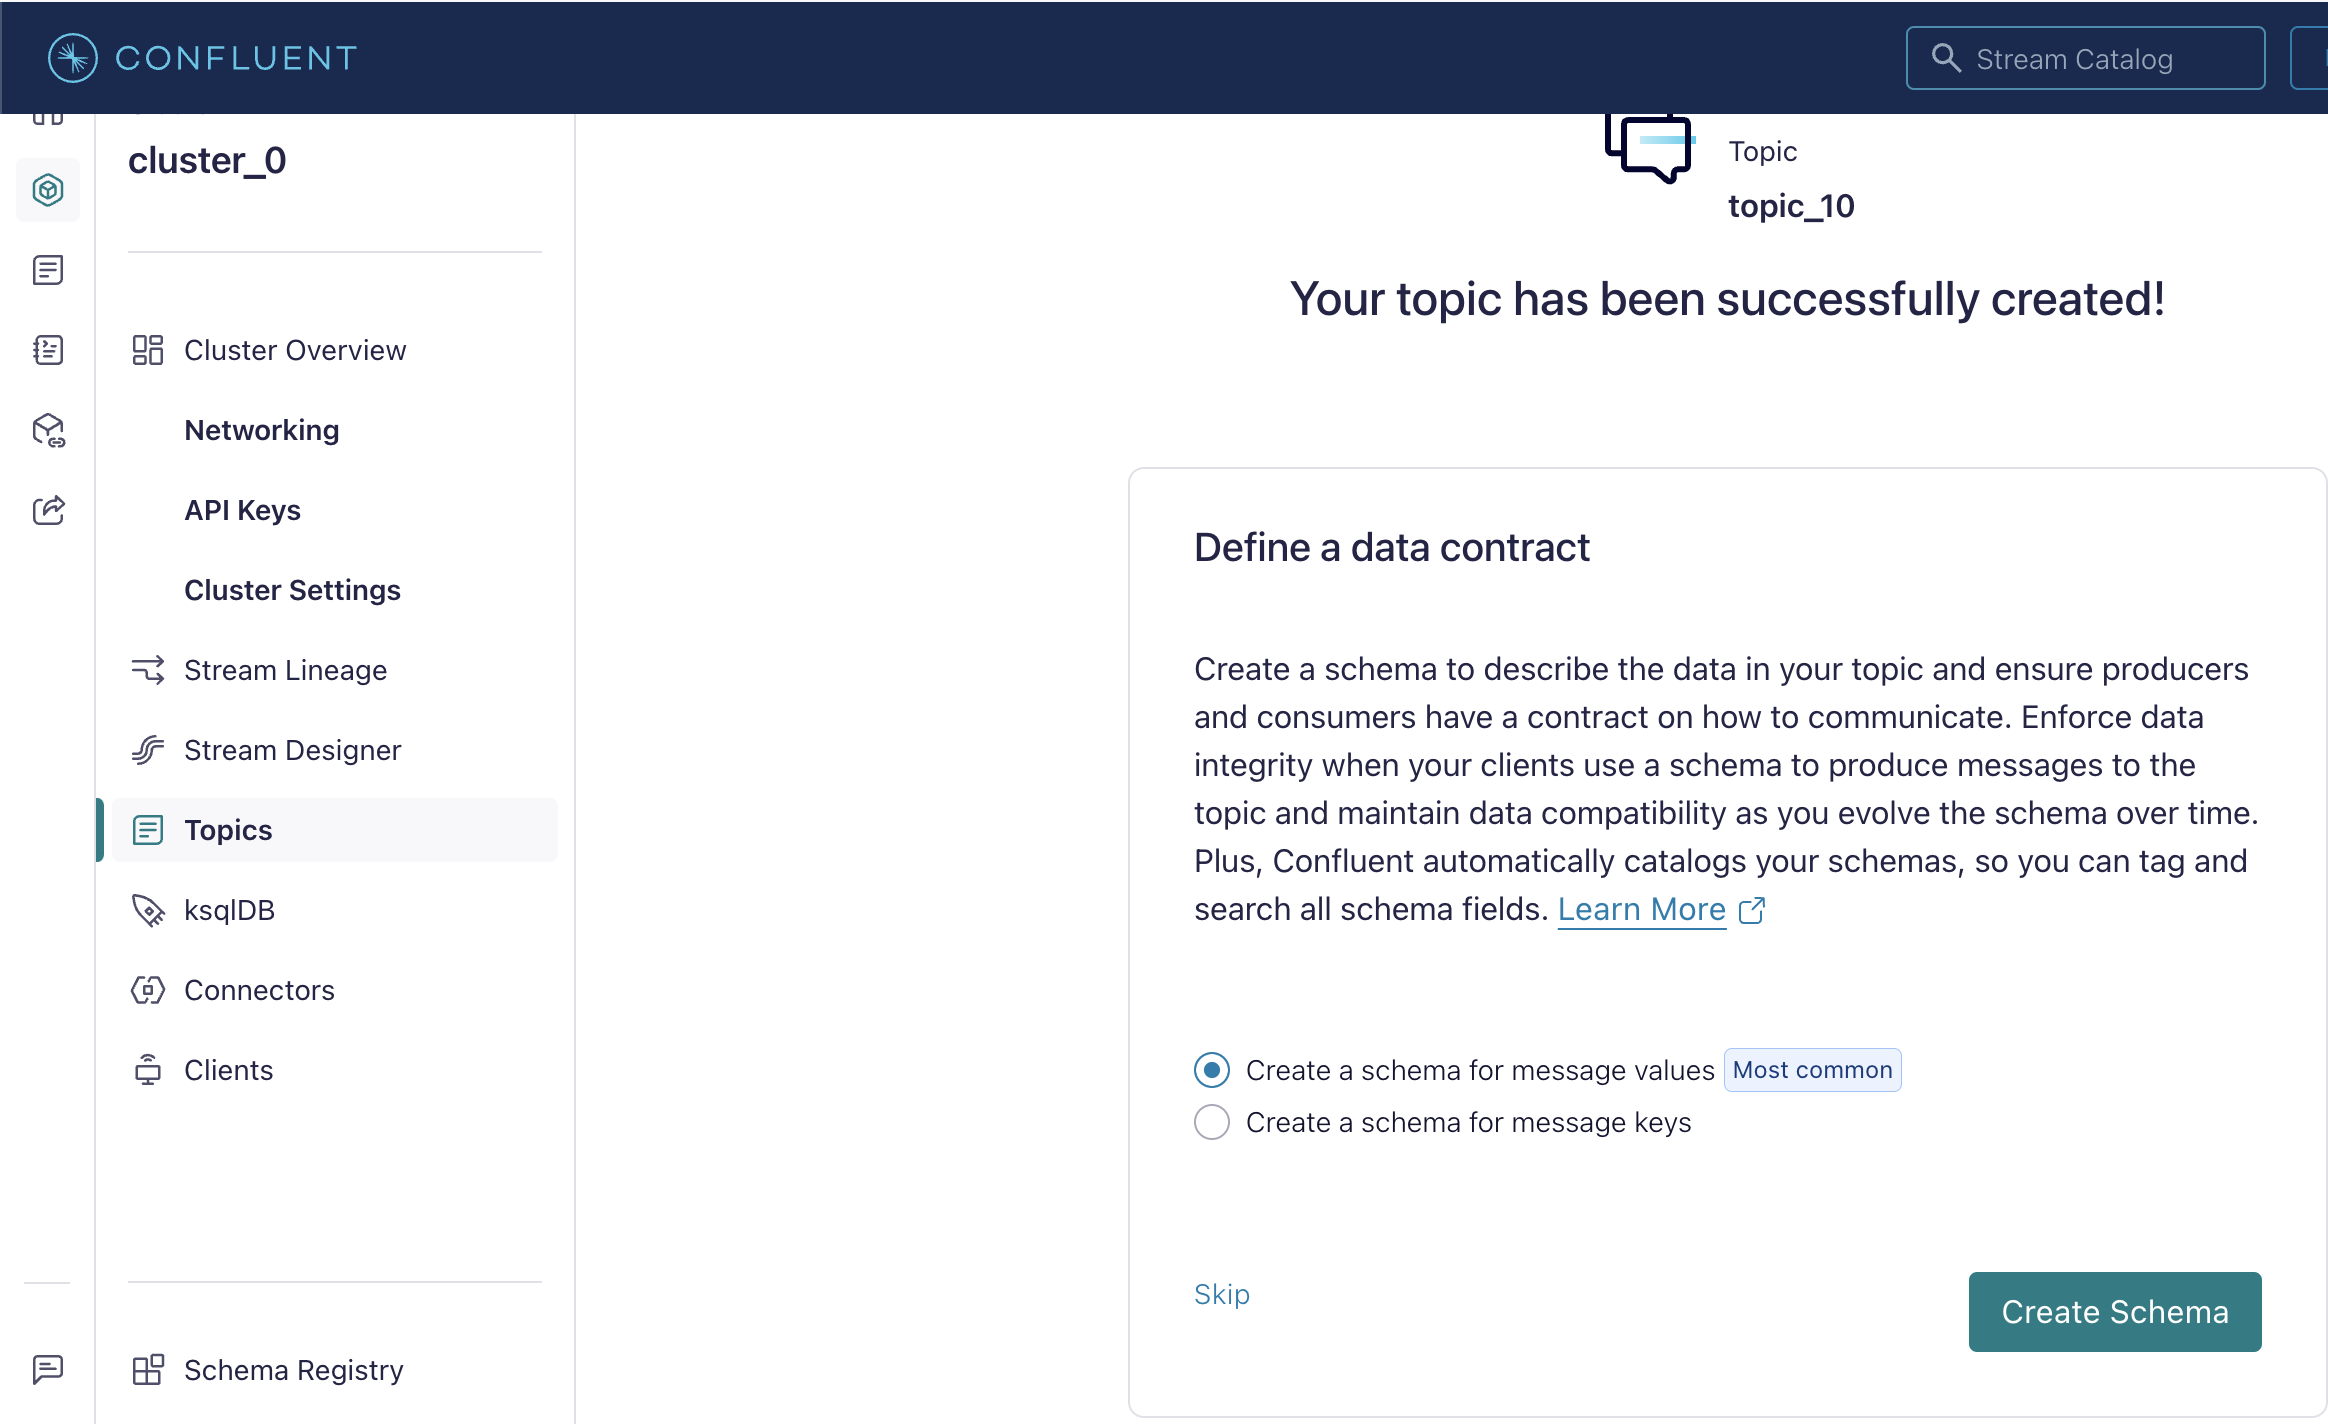 CONFLUENT
Stream Catalog
cluster_0
Cluster Overview
Networking
API Keys
Cluster Settings
Stream Lineage
Stream Designer
Topics
ksqlDB
Connectors
Clients
Schema Registry
Topic
topic_10
Your topic has been successfully created!
Define a data contract
Create a schema to describe the data in your topic and ensure producers
and consumers have a contract on how to communicate. Enforce data
integrity when your clients use a schema to produce messages to the
topic and maintain data compatibility as you evolve the schema over time.
Plus, Confluent automatically catalogs your schemas, so you can tag and
search all schema fields. Learn More
Create a schema for message values Most common
Create a schema for message keys
Skip
Create Schema